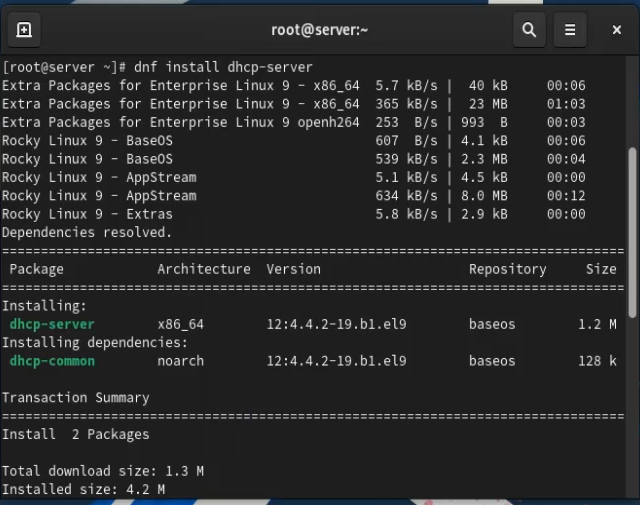 root@server:~
[root@server ~]# dnf install dhcp-server
Extra Packages for Enterprise Linux 9 - x86_64  5.7 kB/s |  40 kB     00:06
Extra Packages for Enterprise Linux 9 - x86_64  365 kB/s |  23 MB     01:03
Extra Packages for Enterprise Linux 9 openh264  253  B/s | 993  B     00:03
Rocky Linux 9 - BaseOS                          607  B/s | 4.1 kB     00:06
Rocky Linux 9 - BaseOS                          539 kB/s | 2.3 MB     00:04
Rocky Linux 9 - AppStream                       5.1 kB/s | 4.5 kB     00:00
Rocky Linux 9 - AppStream                       634 kB/s | 8.0 MB     00:12
Rocky Linux 9 - Extras                          5.8 kB/s | 2.9 kB     00:00
Dependencies resolved.
================================================================================
 Package            Architecture  Version                   Repository     Size
================================================================================
Installing:
 dhcp-server        x86_64        12:4.4.2-19.b1.el9        baseos        1.2 M
Installing dependencies:
 dhcp-common        noarch        12:4.4.2-19.b1.el9        baseos        128 k

Transaction Summary
================================================================================
Install  2 Packages

Total download size: 1.3 M
Installed size: 4.2 M